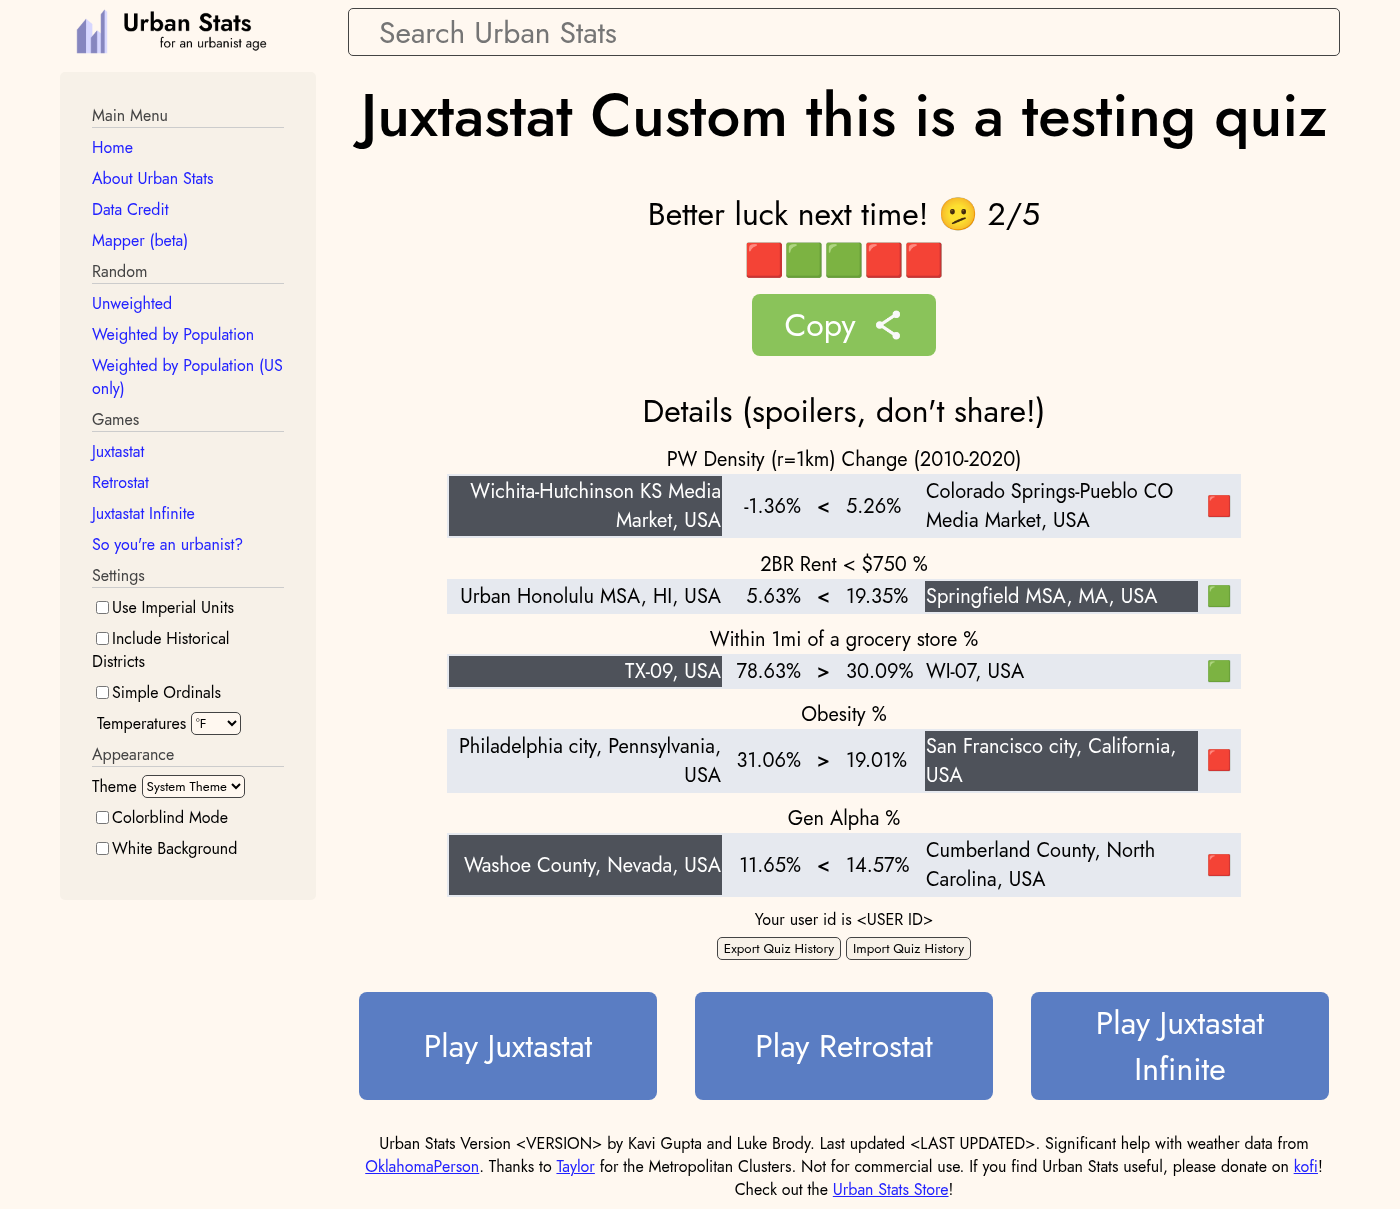 Urban Stats
for an urbanist age
Search Urban Stats
Main Menu
Home
About Urban Stats
Data Credit
Mapper (beta)
Random
Unweighted
Weighted by Population
Weighted by Population (US
only)
Games
Juxtastat
Retrostat
Juxtastat Infinite
So you're an urbanist?
Settings
Use Imperial Units
Include Historical
Districts
Simple Ordinals
Temperatures °F
Appearance
Theme System Theme
Colorblind Mode
White Background
Juxtastat Custom this is a testing quiz
Better luck next time! 🫤 2/5
🟥🟩🟩🟥🟥
Copy
Details (spoilers, don't share!)
PW Density (r=1km) Change (2010-2020)
Wichita-Hutchinson KS Media
Market, USA
-1.36% < 5.26%
Colorado Springs-Pueblo CO
Media Market, USA
🟥
2BR Rent < $750 %
Urban Honolulu MSA, HI, USA 5.63% < 19.35% Springfield MSA, MA, USA 🟩
Within 1mi of a grocery store %
TX-09, USA 78.63% > 30.09% WI-07, USA 🟩
Obesity %
Philadelphia city, Pennsylvania,
USA
31.06% > 19.01%
San Francisco city, California,
USA
🟥
Gen Alpha %
Washoe County, Nevada, USA 11.65% < 14.57%
Cumberland County, North
Carolina, USA
🟥
Your user id is <USER ID>
Export Quiz History Import Quiz History
Play Juxtastat
Play Retrostat
Play Juxtastat
Infinite
Urban Stats Version <VERSION> by Kavi Gupta and Luke Brody. Last updated <LAST UPDATED>. Significant help with weather data from
OklahomaPerson. Thanks to Taylor for the Metropolitan Clusters. Not for commercial use. If you find Urban Stats useful, please donate on kofi!
Check out the Urban Stats Store!